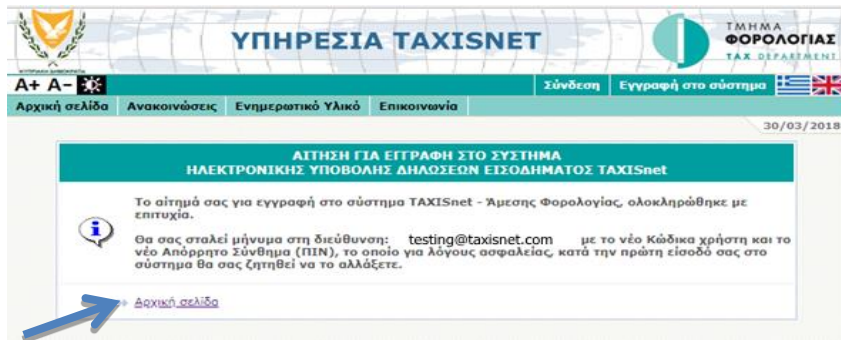 ΥΠΗΡΕΣΙΑ TAXISNET
ΤΜΗΜΑ
ΦΟΡΟΛΟΓΙΑΣ
TAX DEPARTMENT
ΚΥΠΡΙΑΚΗ ΔΗΜΟΚΡΑΤΙΑ
A+ A-
Σύνδεση Εγγραφή στο σύστημα
Αρχική σελίδα Ανακοινώσεις Ενημερωτικό Υλικό Επικοινωνία
30/03/2018
ΑΙΤΗΣΗ ΓΙΑ ΕΓΓΡΑΦΗ ΣΤΟ ΣΥΣΤΗΜΑ
ΗΛΕΚΤΡΟΝΙΚΗΣ ΥΠΟΒΟΛΗΣ ΔΗΛΩΣΕΩΝ ΕΙΣΟΔΗΜΑΤΟΣ TAXISnet
Το αίτημά σας για εγγραφή στο σύστημα TAXISnet - Άμεσης Φορολογίας, ολοκληρώθηκε με
επιτυχία.
Θα σας σταλεί μήνυμα στη διεύθυνση: testing@taxisnet.com με το νέο Κώδικα χρήστη και το
νέο Απόρρητο Σύνθημα (ΠΙΝ), το οποίο για λόγους ασφαλείας, κατά την πρώτη είσοδό σας στο
σύστημα θα σας ζητηθεί να το αλλάξετε.
Αρχική σελίδα